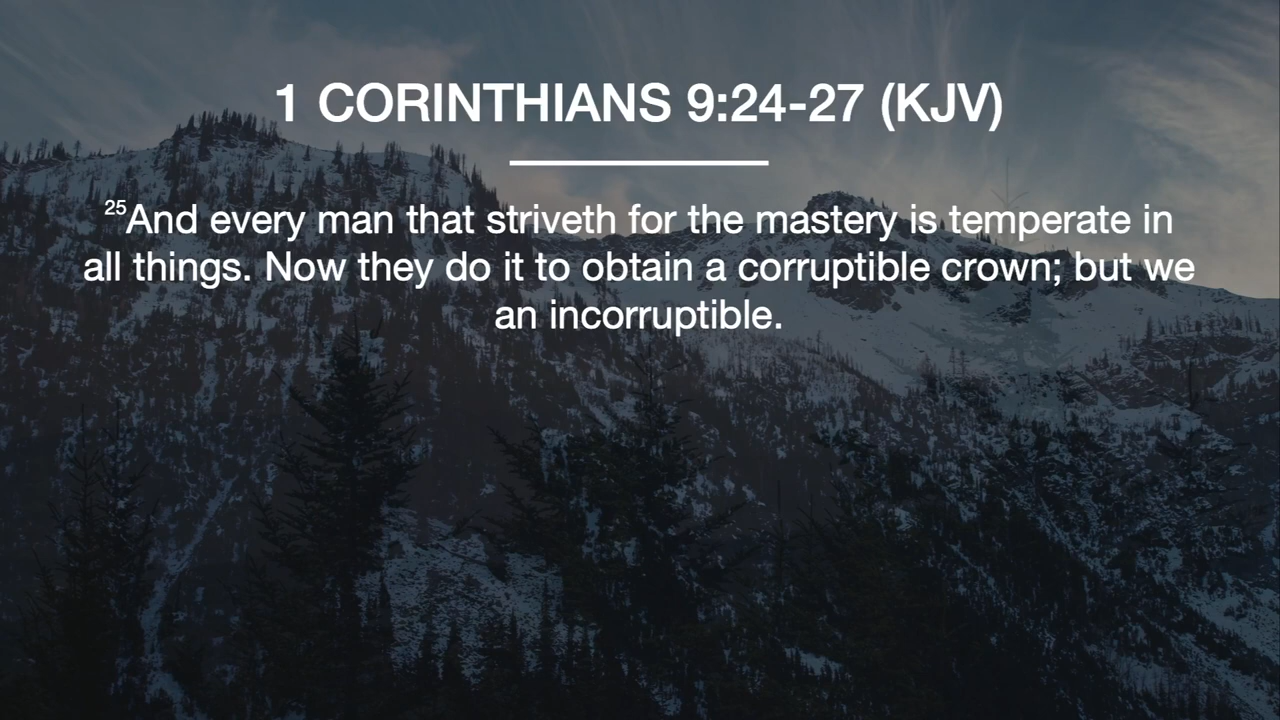 1 CORINTHIANS 9:24-27 (KJV)
25And every man that striveth for the mastery is temperate in
all things. Now they do it to obtain a corruptible crown; but we
an incorruptible.